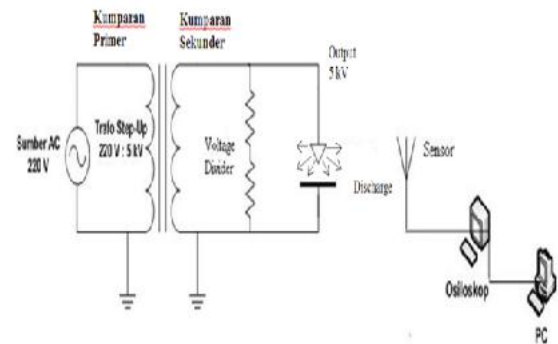 Kumparan
Primer
Kumparan
Sekunder
Output
5 kV
Sumber AC
220 V
Trafo Step-Up
220 V : 5 kV
Voltage
Divider
Discharge
Sensor
Osiloskop
PC